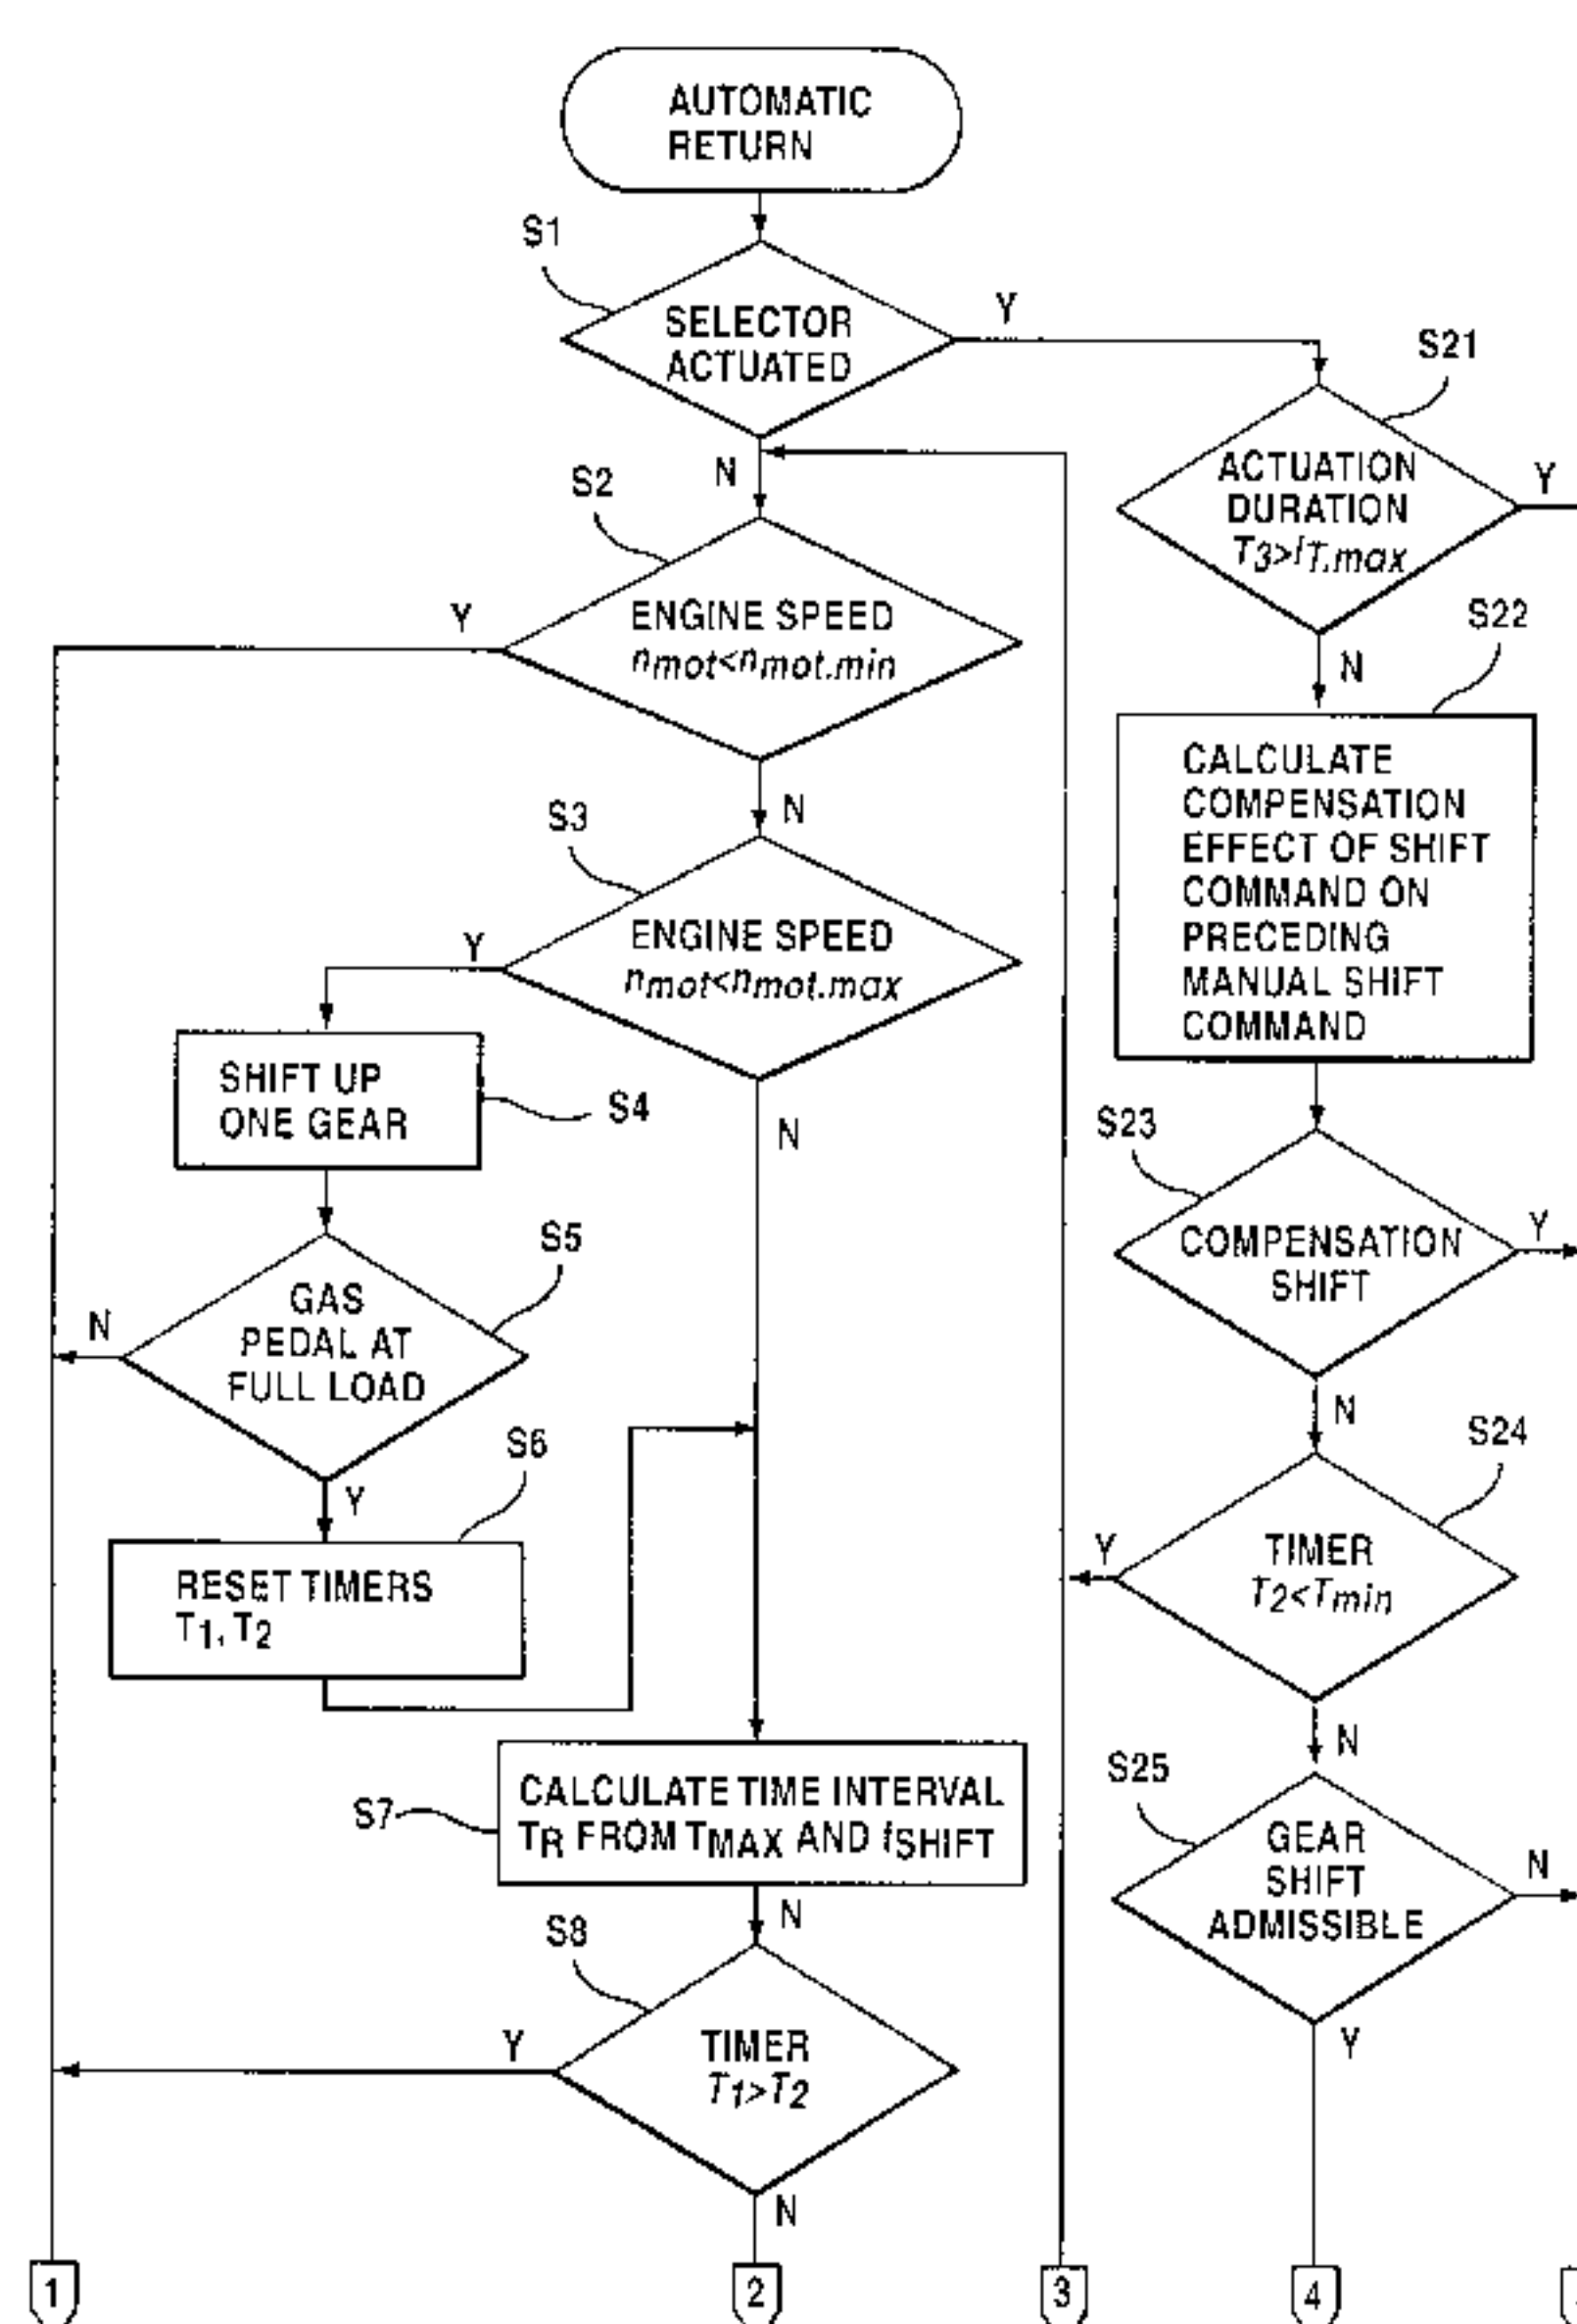 AUTOMATIC
RETURN
S1
SELECTOR
ACTUATED
Y
N
S21
ACTUATION
DURATION
T3>fT.max
Y
N
S2
ENGINE SPEED
nmot<nmot.min
Y
N
S22
CALCULATE
COMPENSATION
EFFECT OF SHIFT
COMMAND ON
PRECEDING
MANUAL SHIFT
COMMAND
S3
ENGINE SPEED
nmot<nmot.max
Y
N
SHIFT UP
ONE GEAR
S4
S23
COMPENSATION
SHIFT
Y
N
S5
GAS
PEDAL AT
FULL LOAD
N
Y
S6
RESET TIMERS
T1, T2
S24
TIMER
T2<Tmin
Y
N
S7
CALCULATE TIME INTERVAL
TR FROM TMAX AND fSHIFT
N
S25
GEAR
SHIFT
ADMISSIBLE
N
Y
S8
TIMER
T1>T2
Y
N
1
2
3
4